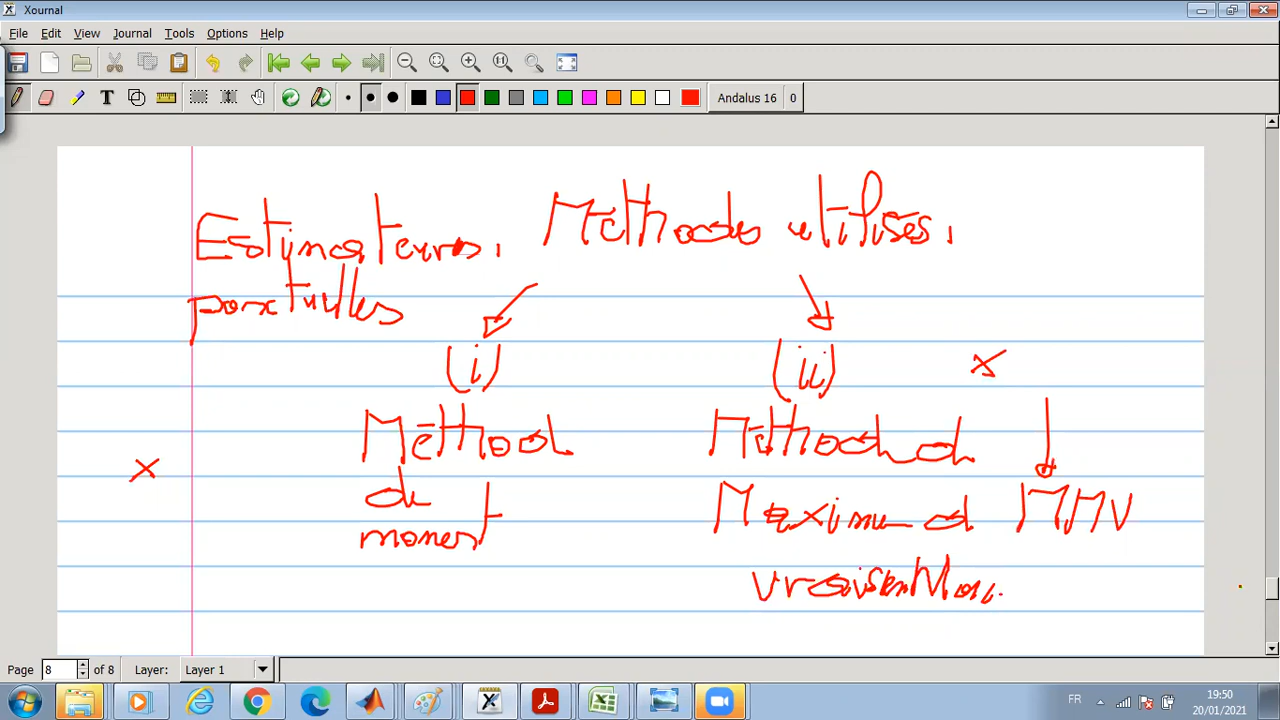 Xournal
File Edit View Journal Tools Options Help
Andalus 16 0
Estimateurs. Méthodes utilisés.
ponctuelles
(i) (ii)
Méthode Méthode de
de Maximum de MMV
moment vraisemblanc
Page 8 of 8 Layer: Layer 1
FR 19:50
20/01/2021